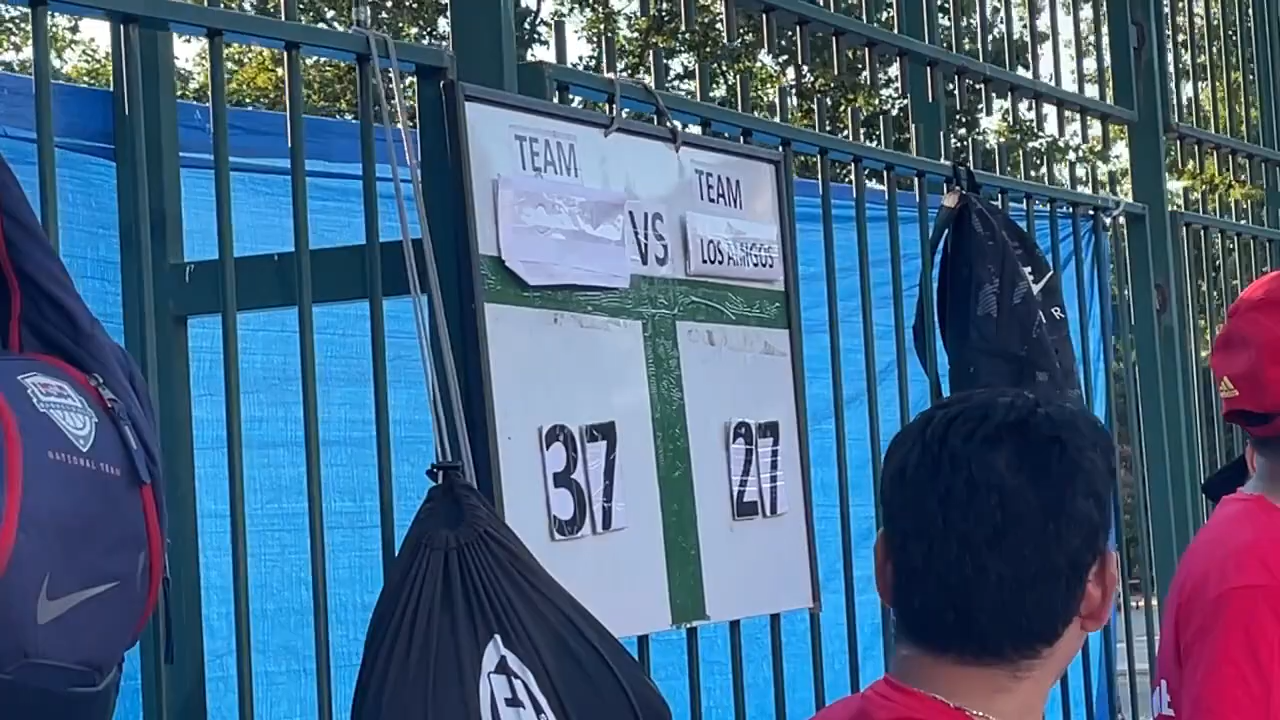 TEAM
VS
TEAM
LOS AMIGOS
37
27
NATIONAL TEAM